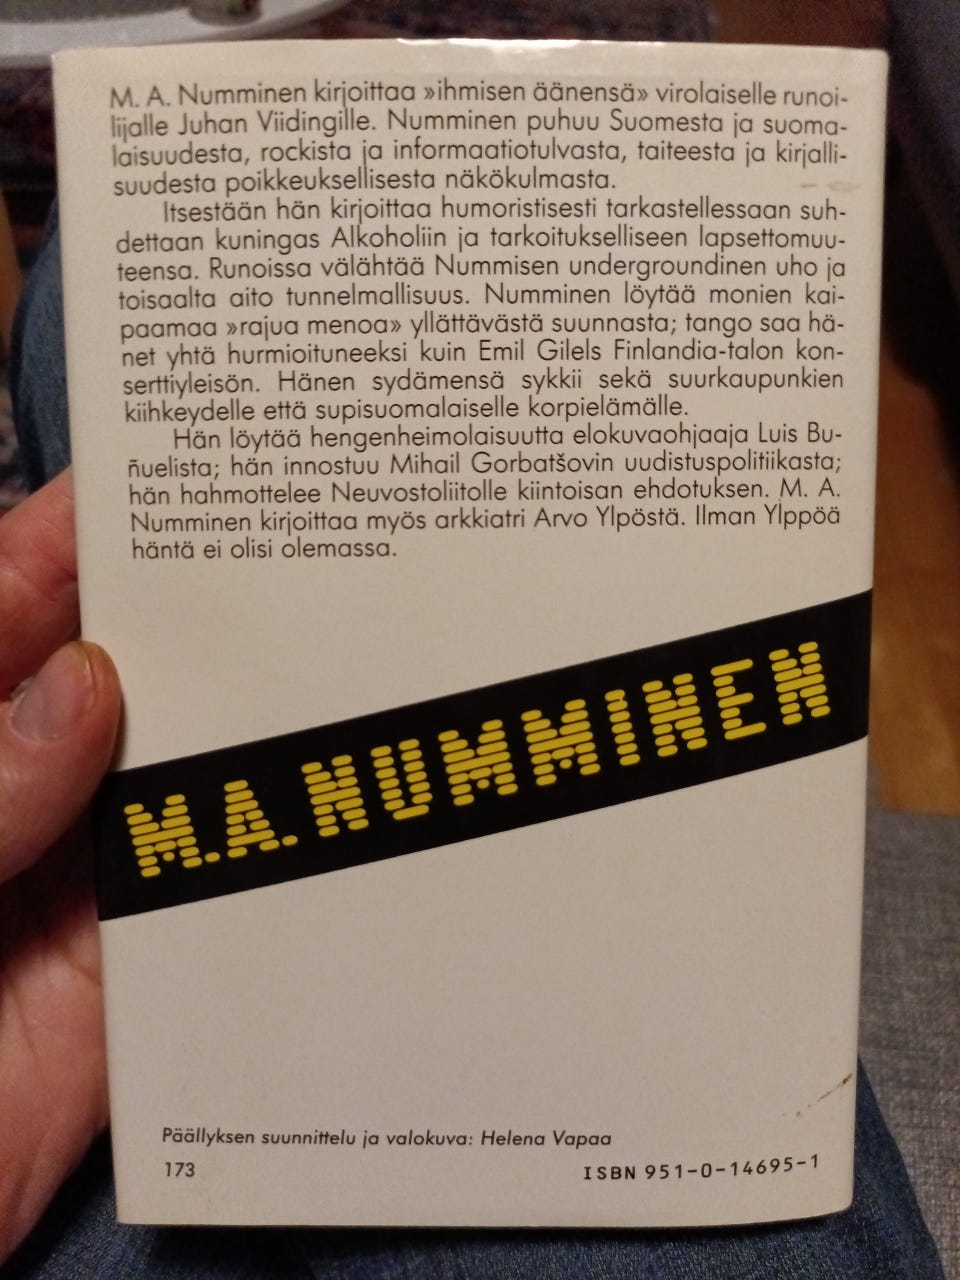 M. A. Numminen kirjoittaa »ihmisen äänensä» virolaiselle runoi-
lijalle Juhan Viidingille. Numminen puhuu Suomesta ja suoma-
laisuudesta, rockista ja informaatiotulvasta, taiteesta ja kirjalli-
suudesta poikkeuksellisesta näkökulmasta.
Itsestään hän kirjoittaa humoristisesti tarkastellessaan suh-
dettaan kuningas Alkoholiin ja tarkoitukselliseen lapsettomuu-
teensa. Runoissa välähtää Nummisen undergroundinen uho ja
toisaalta aito tunnelmallisuus. Numminen löytää monien kai-
paamaa »rajua menoa» yllättävästä suunnasta; tango saa hä-
net yhtä hurmioituneeksi kuin Emil Gilels Finlandia-talon kon-
serttiyleisön. Hänen sydämensä sykkii sekä suurkaupunkien
kiihkeydelle että supisuomalaiselle korpielämälle.
Hän löytää hengenheimolaisuutta elokuvaohjaaja Luis Bu-
ñuelista; hän innostuu Mihail Gorbatšovin uudistuspolitiikasta;
hän hahmottelee Neuvostoliitolle kiintoisan ehdotuksen. M. A.
Numminen kirjoittaa myös arkkiatri Arvo Ylpöstä. Ilman Ylppöä
häntä ei olisi olemassa.
M.A. NUMMINEN
Päällyksen suunnittelu ja valokuva: Helena Vapaa
173
ISBN 951-0-14695-1